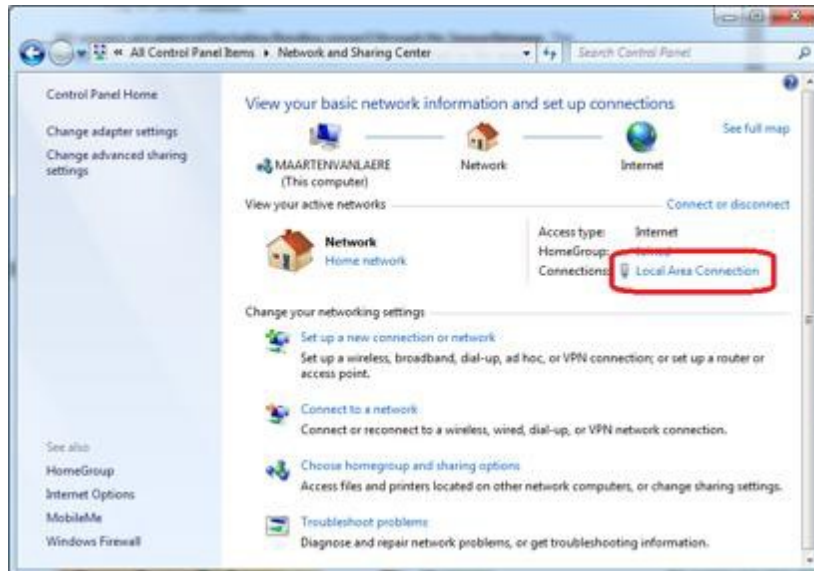 All Control Panel Items ▸ Network and Sharing Center
Search Control Panel
Control Panel Home
Change adapter settings
Change advanced sharing
settings
View your basic network information and set up connections
See full map
MAARTENVANLAERE
(This computer)
Network
Internet
View your active networks
Connect or disconnect
Network
Home network
Access type: Internet
HomeGroup:
Connections: Local Area Connection
Change your networking settings
Set up a new connection or network
Set up a wireless, broadband, dial-up, ad hoc, or VPN connection; or set up a router or
access point.
Connect to a network
Connect or reconnect to a wireless, wired, dial-up, or VPN network connection.
Choose homegroup and sharing options
Access files and printers located on other network computers, or change sharing settings.
Troubleshoot problems
Diagnose and repair network problems, or get troubleshooting information.
See also
HomeGroup
Internet Options
MobileMe
Windows Firewall